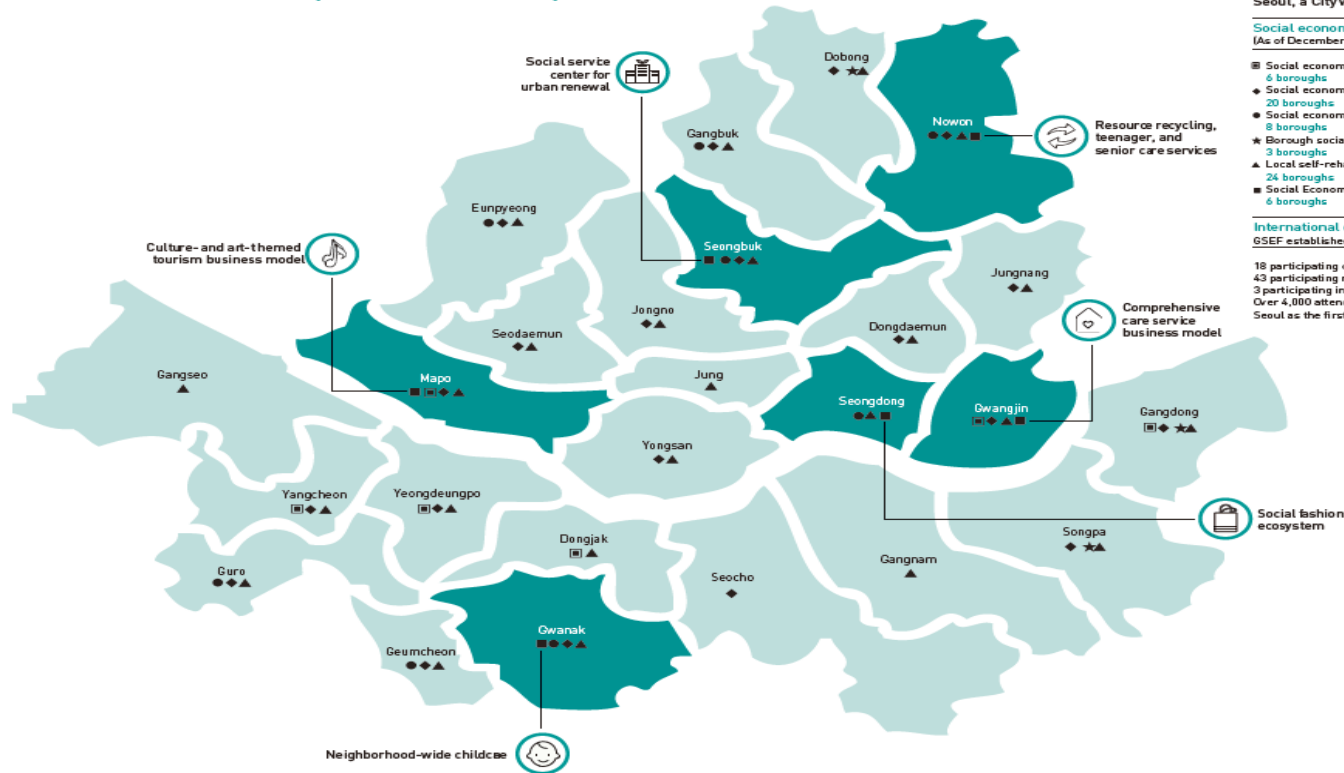 Seoul, a City
Social econom
(As of December
Social econom
6 boroughs
Social econom
20 boroughs
Social econom
8 boroughs
Borough socia
3 boroughs
Local self-reh
24 boroughs
Social Econom
6 boroughs
International
GSEF established
18 participating
43 participating
3 participating in
Over 4,000 atten
Seoul as the first
Social service
center for
urban renewal
Dobong
Nowon
Resource recycling,
teenager, and
senior care services
Gangbuk
Eunpyeong
Culture- and art-themed
tourism business model
Seongbuk
Jungnang
Jongno
Seodaemun
Dongdaemun
Comprehensive
care service
business model
Gangseo
Mapo
Jung
Seongdong
Gwangjin
Gangdong
Yongsan
Yangcheon
Yeongdeungpo
Dongjak
Songpa
Social fashion
ecosystem
Guro
Seocho
Gangnam
Gwanak
Geumcheon
Neighborhood-wide childcae